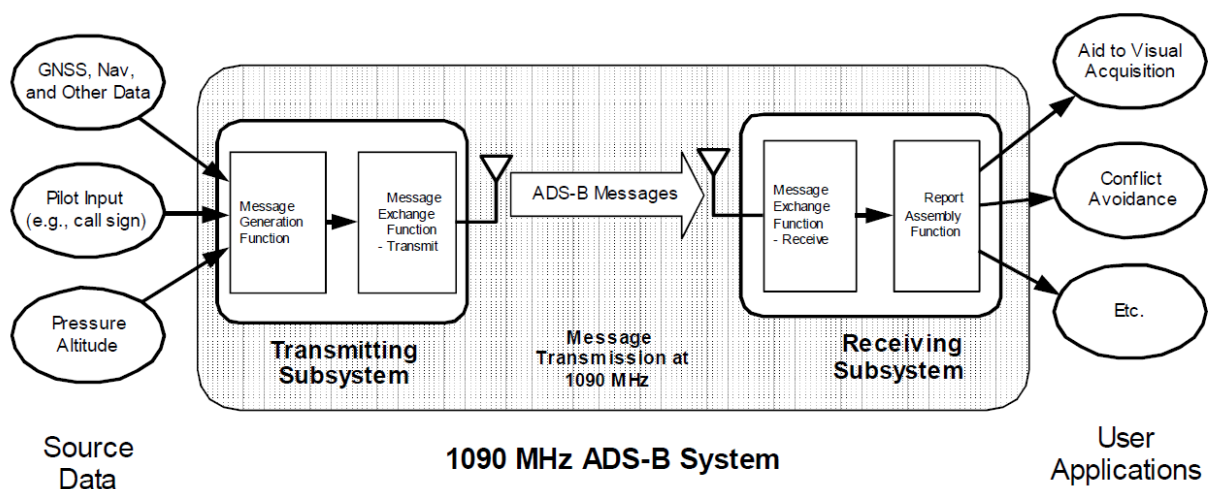 GNSS, Nav,
and Other Data
Pilot Input
(e.g., call sign)
Pressure
Altitude
Source
Data
Message
Generation
Function
Message
Exchange
Function
- Transmit
Transmitting
Subsystem
ADS-B Messages
Message
Transmission at
1090 MHz
Message
Exchange
Function
- Receive
Report
Assembly
Function
Receiving
Subsystem
1090 MHz ADS-B System
Aid to Visual
Acquisition
Conflict
Avoidance
Etc.
User
Applications